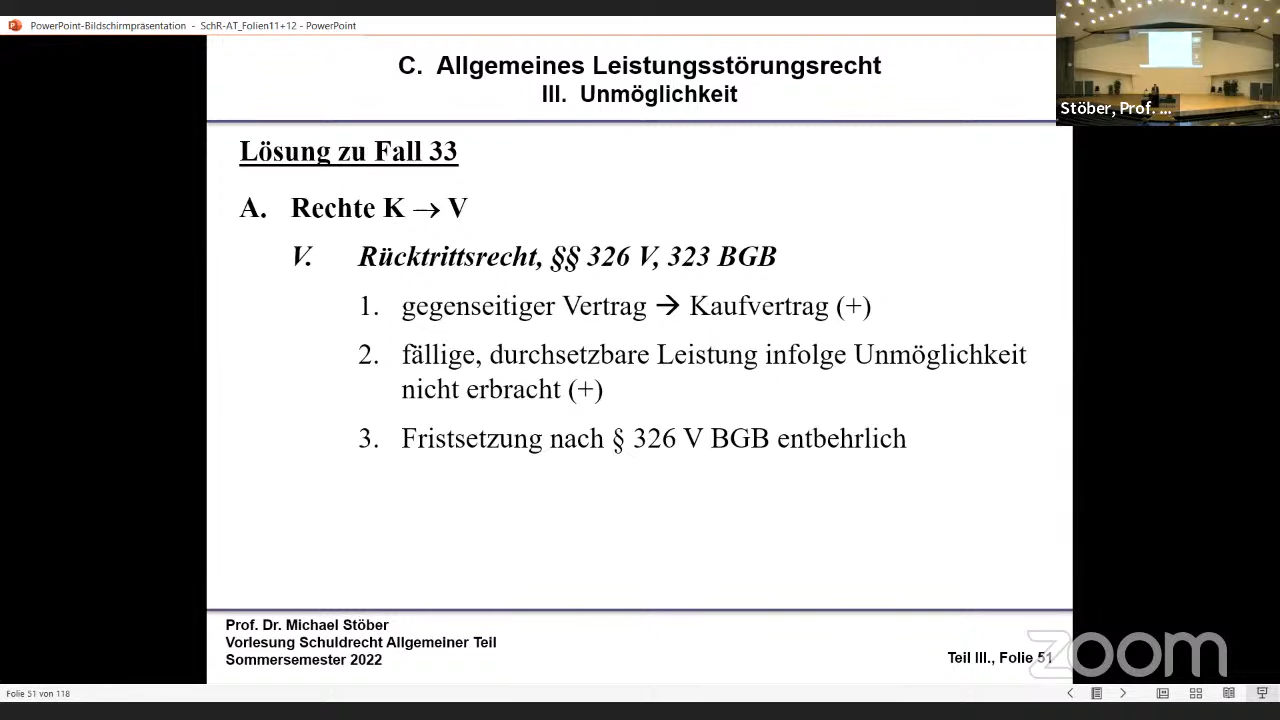 PowerPoint-Bildschirmpräsentation - SchR-AT_Folien11+12 - PowerPoint
C. Allgemeines Leistungsstörungsrecht
III. Unmöglichkeit
Stöber, Prof. ...
Lösung zu Fall 33
A. Rechte K → V
V. Rücktrittsrecht, §§ 326 V, 323 BGB
1. gegenseitiger Vertrag → Kaufvertrag (+)
2. fällige, durchsetzbare Leistung infolge Unmöglichkeit
nicht erbracht (+)
3. Fristsetzung nach § 326 V BGB entbehrlich
Prof. Dr. Michael Stöber
Vorlesung Schuldrecht Allgemeiner Teil
Sommersemester 2022
Teil III., Folie 51
zoom
Folie 51 von 118